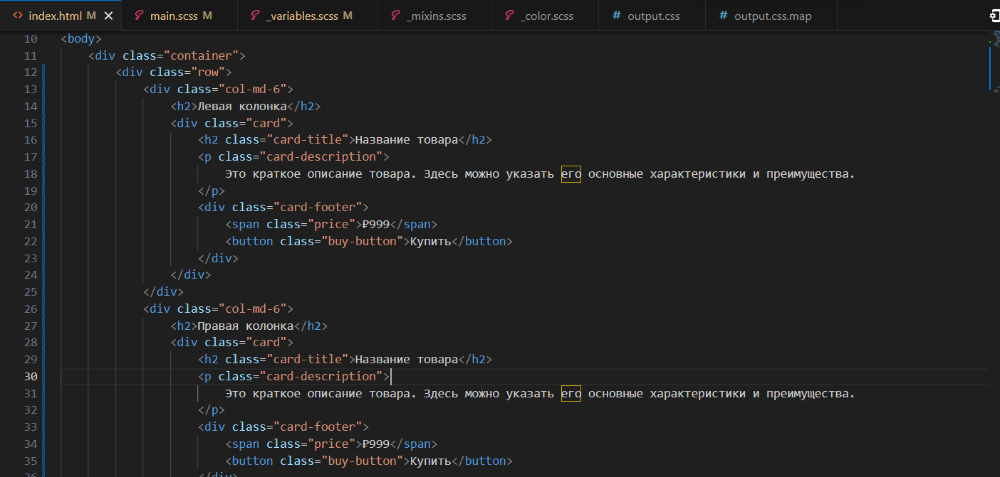 index.html M
main.scss M
_variables.scss M
_mixins.scss
_color.scss
# output.css
# output.css.map
10 <body>
11 <div class="container">
12 <div class="row">
13 <div class="col-md-6">
14 <h2>Левая колонка</h2>
15 <div class="card">
16 <h2 class="card-title">Название товара</h2>
17 <p class="card-description">
18 Это краткое описание товара. Здесь можно указать его основные характеристики и преимущества.
19 </p>
20 <div class="card-footer">
21 <span class="price">₽999</span>
22 <button class="buy-button">Купить</button>
23 </div>
24 </div>
25 </div>
26 <div class="col-md-6">
27 <h2>Правая колонка</h2>
28 <div class="card">
29 <h2 class="card-title">Название товара</h2>
30 <p class="card-description">
31 Это краткое описание товара. Здесь можно указать его основные характеристики и преимущества.
32 </p>
33 <div class="card-footer">
34 <span class="price">₽999</span>
35 <button class="buy-button">Купить</button>
36 </div>